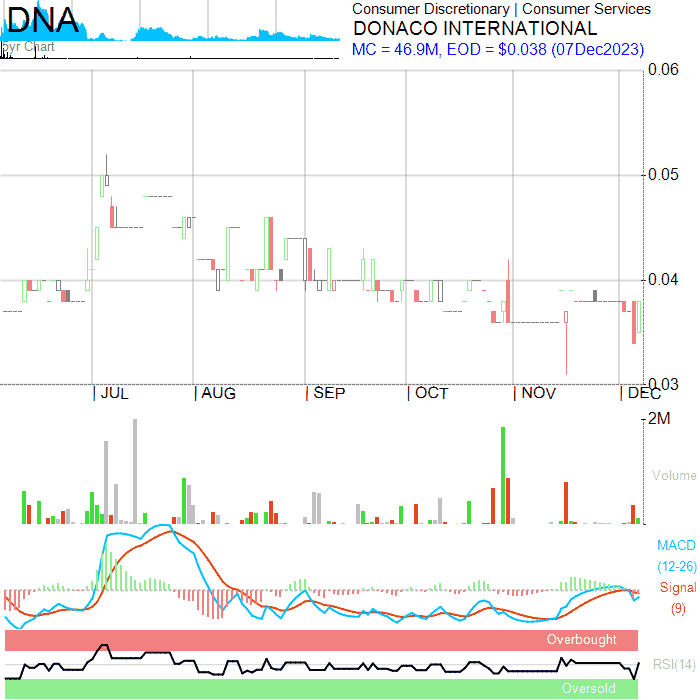 DNA
5yr Chart
Consumer Discretionary | Consumer Services
DONACO INTERNATIONAL
MC = 46.9M, EOD = $0.038 (07Dec2023)
0.06
0.05
0.04
0.03
JUL
AUG
SEP
OCT
NOV
DEC
2M
Volume
MACD
(12-26)
Signal
(9)
Overbought
RSI(14)
Oversold